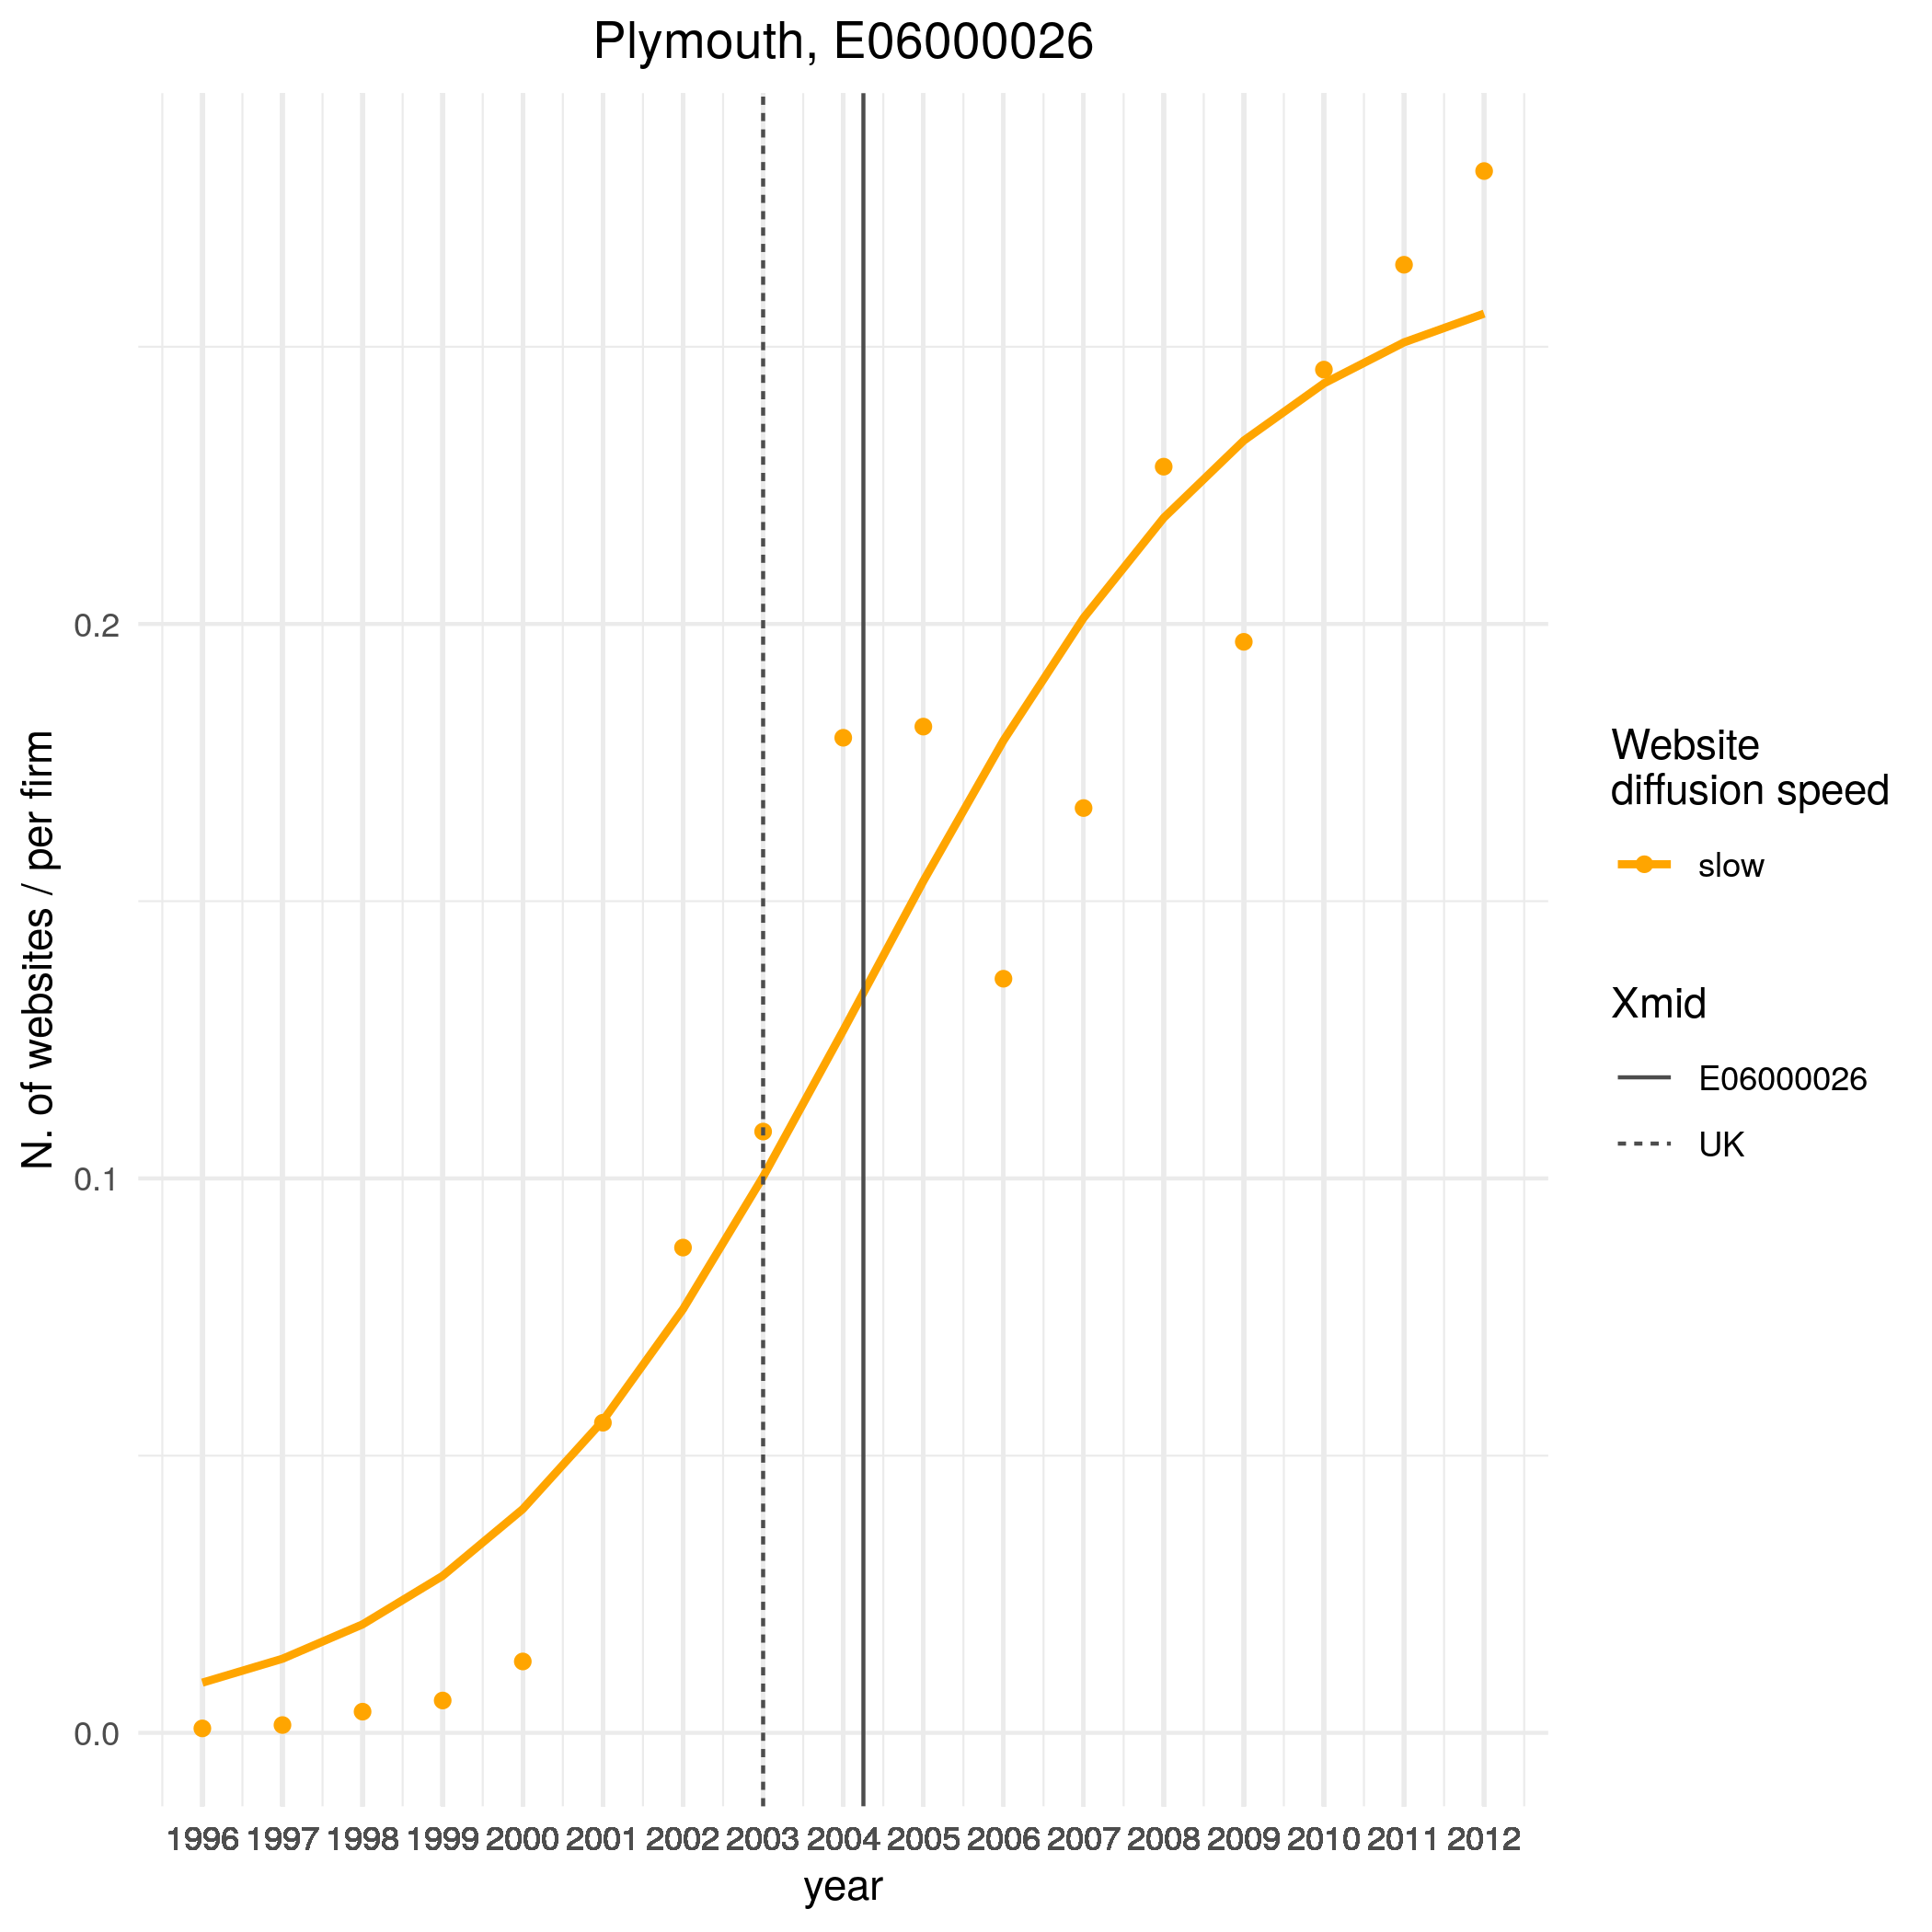 Plymouth, E06000026
N. of websites / per firm
0.2
0.1
0.0
1996 1997 1998 1999 2000 2001 2002 2003 2004 2005 2006 2007 2008 2009 2010 2011 2012
year
Website
diffusion speed
slow
Xmid
E06000026
UK